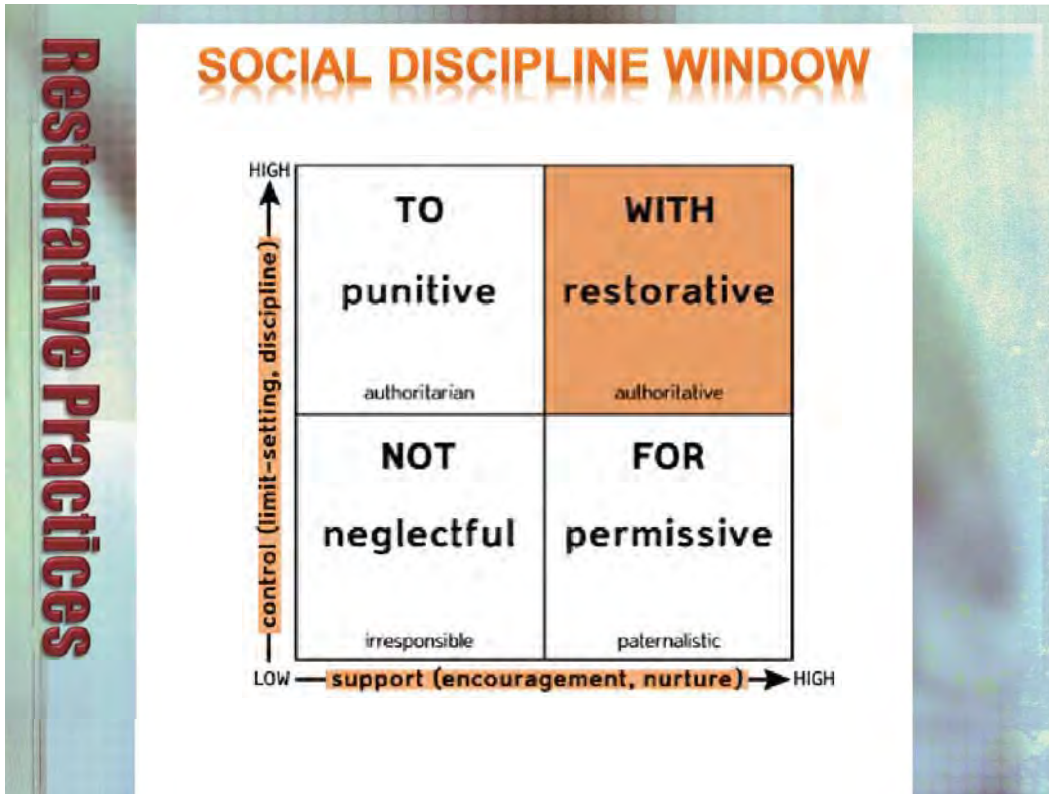 Restorative Practices
SOCIAL DISCIPLINE WINDOW
HIGH
control (limit-setting, discipline)
TO
punitive
authoritarian
WITH
restorative
authoritative
NOT
neglectful
irresponsible
FOR
permissive
paternalistic
LOW
support (encouragement, nurture)
HIGH